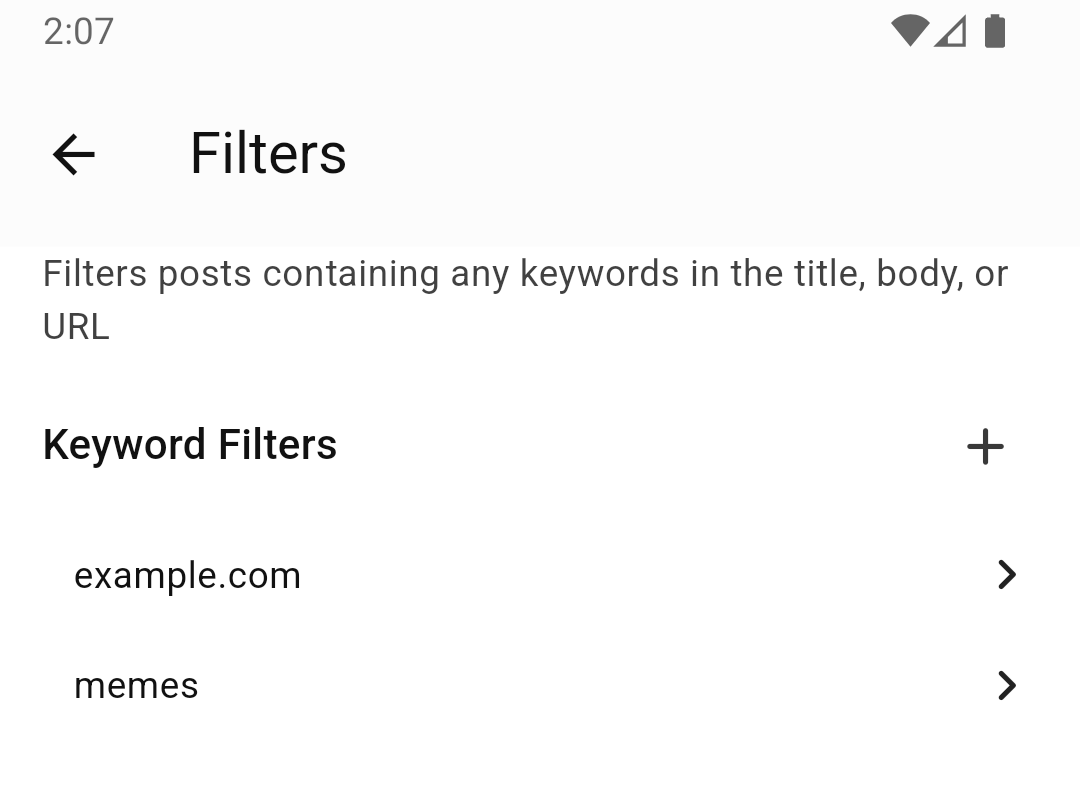 2:07
Filters
Filters posts containing any keywords in the title, body, or
URL
Keyword Filters
example.com
memes